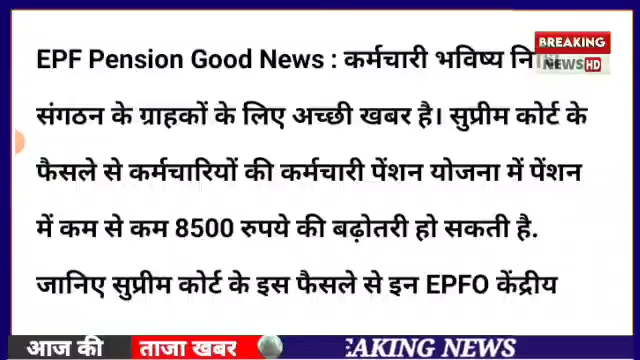 BREAKING
NEWS HD
EPF Pension Good News : कर्मचारी भविष्य
संगठन के ग्राहकों के लिए अच्छी खबर है। सुप्रीम कोर्ट के
फैसले से कर्मचारियों की कर्मचारी पेंशन योजना में पेंशन
में कम से कम 8500 रुपये की बढ़ोतरी हो सकती है.
जानिए सुप्रीम कोर्ट के इस फैसले से इन EPFO केंद्रीय
आज की ताजा खबर EAKING NEWS